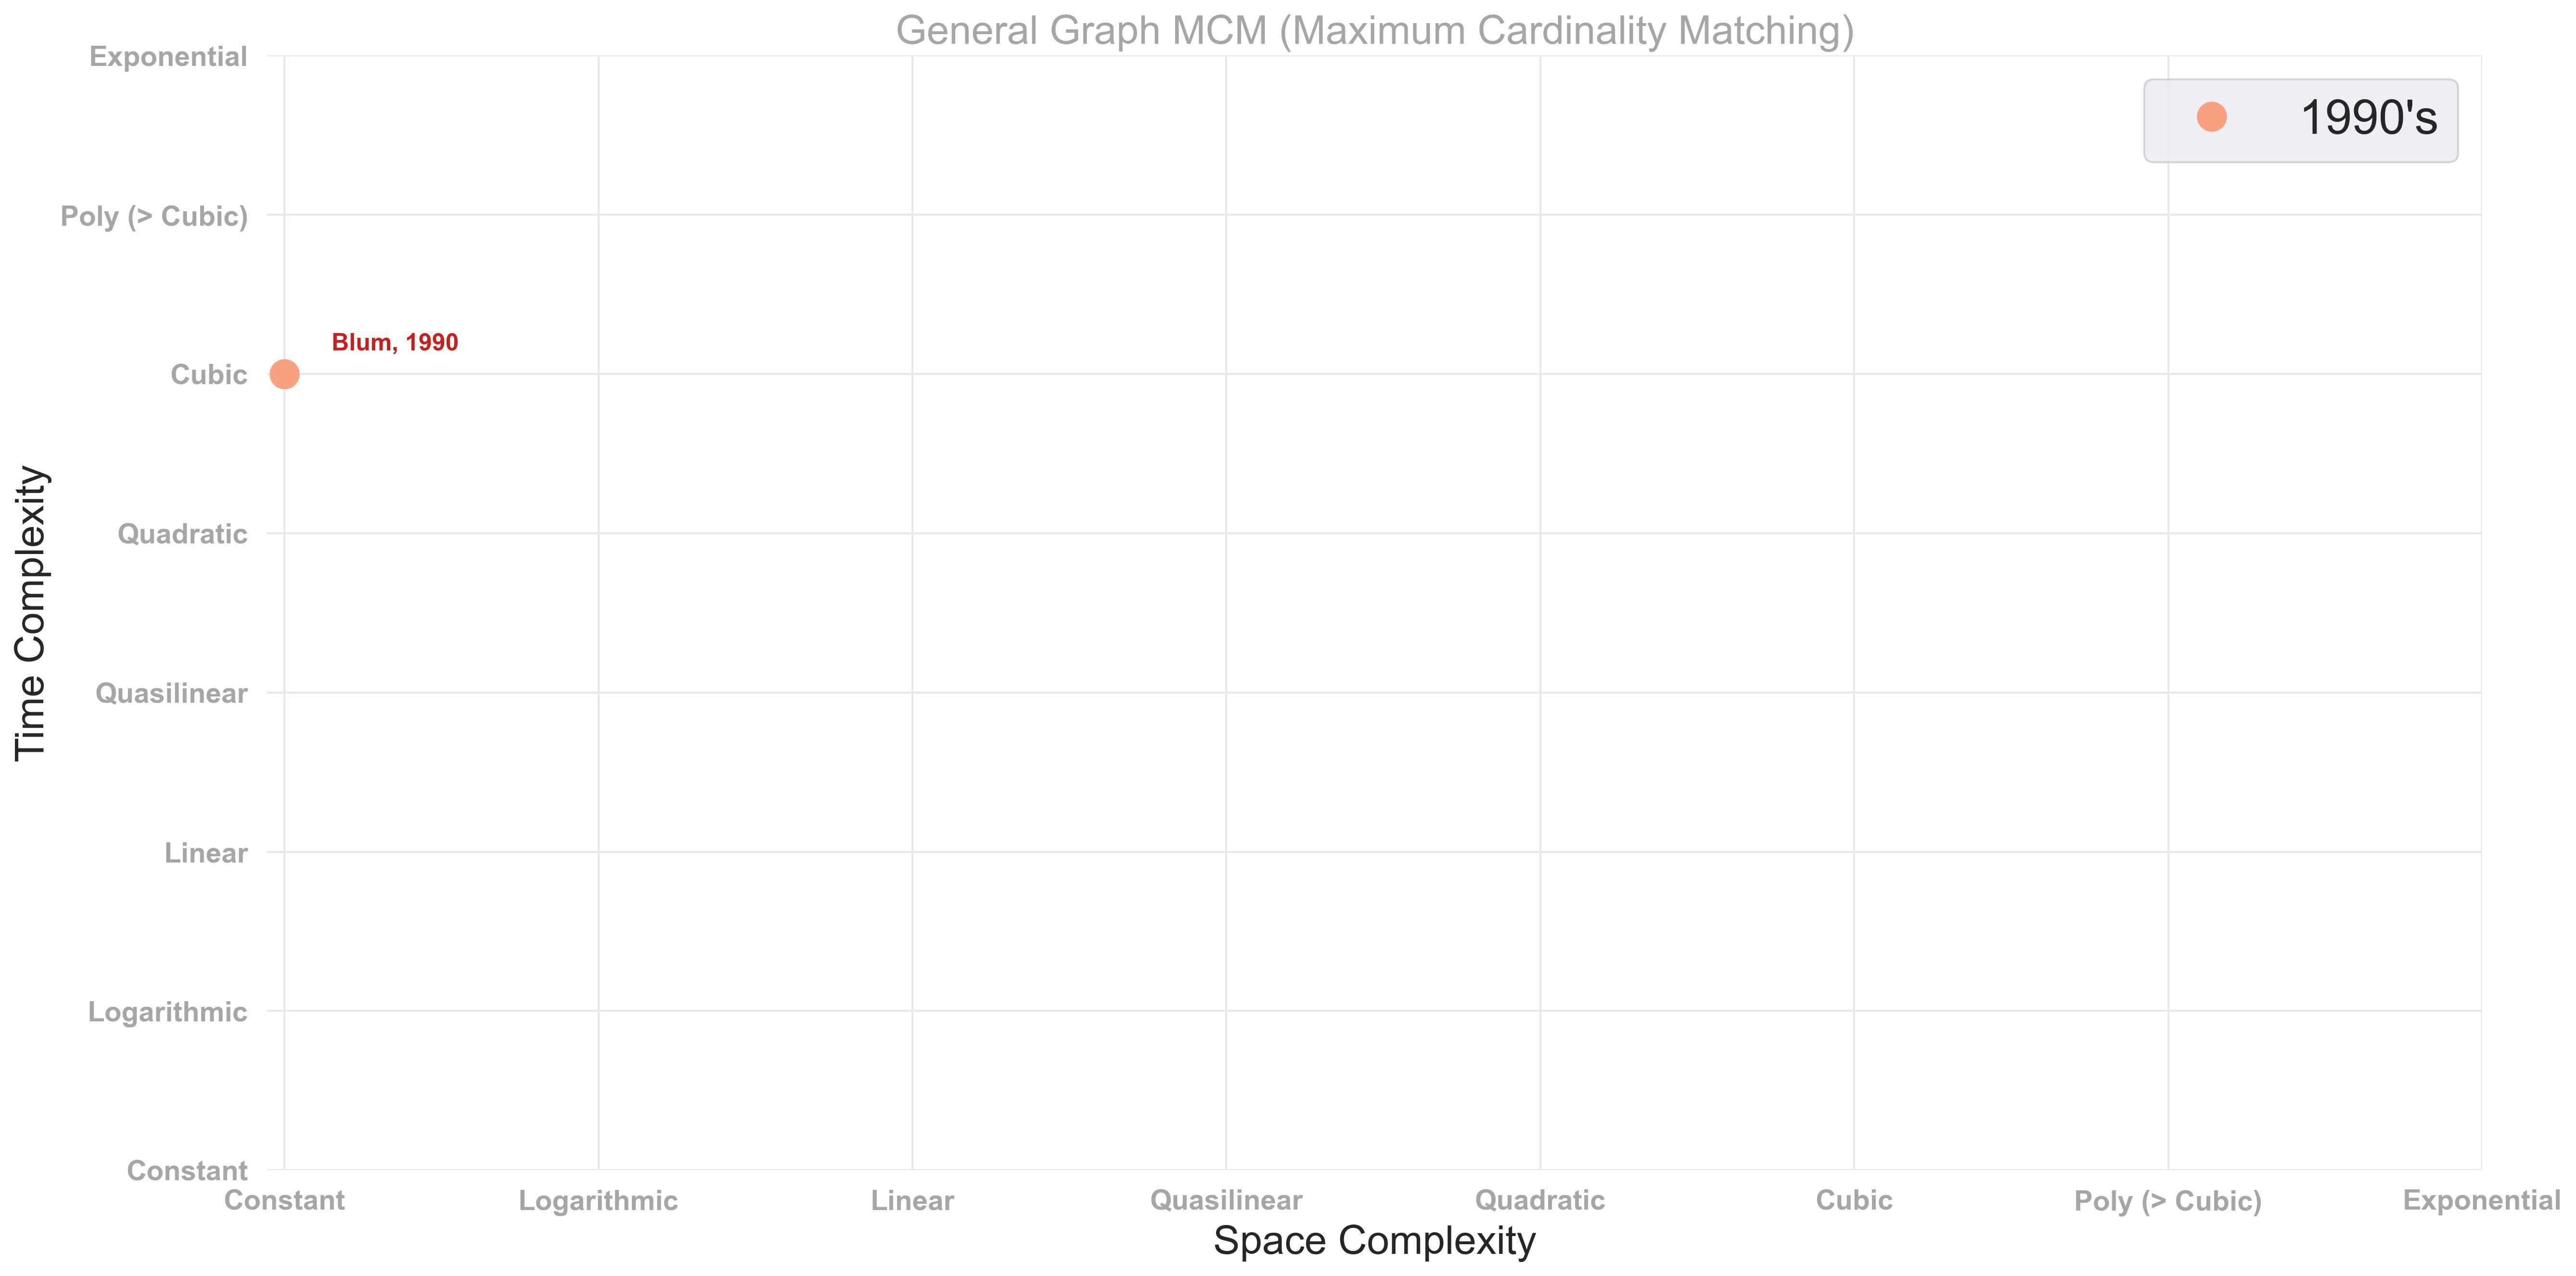 General Graph MCM (Maximum Cardinality Matching)
Exponential
1990's
Poly (> Cubic)
Blum, 1990
Cubic
Quadratic
Time Complexity
Quasilinear
Linear
Logarithmic
Constant
Constant Logarithmic Linear Quasilinear Quadratic Cubic Poly (> Cubic) Exponential
Space Complexity